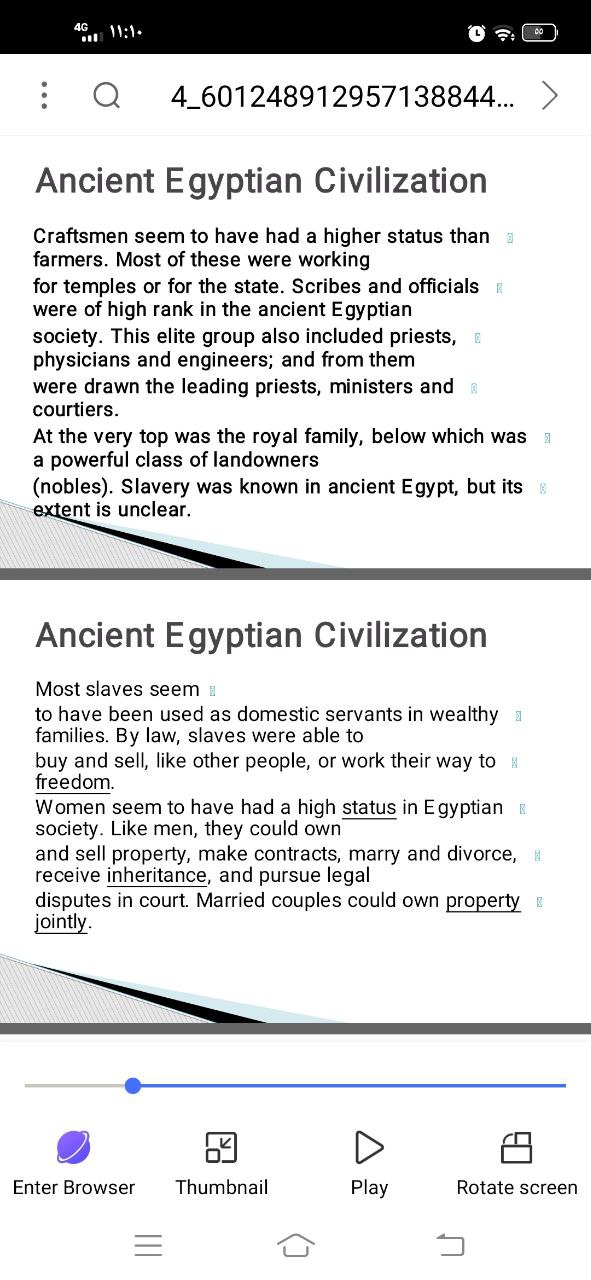 4G ١١:١٠ ٥٥
4_601248912957138844...
Ancient Egyptian Civilization
Craftsmen seem to have had a higher status than
farmers. Most of these were working
for temples or for the state. Scribes and officials
were of high rank in the ancient Egyptian
society. This elite group also included priests,
physicians and engineers; and from them
were drawn the leading priests, ministers and
courtiers.
At the very top was the royal family, below which was
a powerful class of landowners
(nobles). Slavery was known in ancient Egypt, but its
extent is unclear.
Ancient Egyptian Civilization
Most slaves seem
to have been used as domestic servants in wealthy
families. By law, slaves were able to
buy and sell, like other people, or work their way to
freedom.
Women seem to have had a high status in Egyptian
society. Like men, they could own
and sell property, make contracts, marry and divorce,
receive inheritance, and pursue legal
disputes in court. Married couples could own property
jointly.
Enter Browser Thumbnail Play Rotate screen